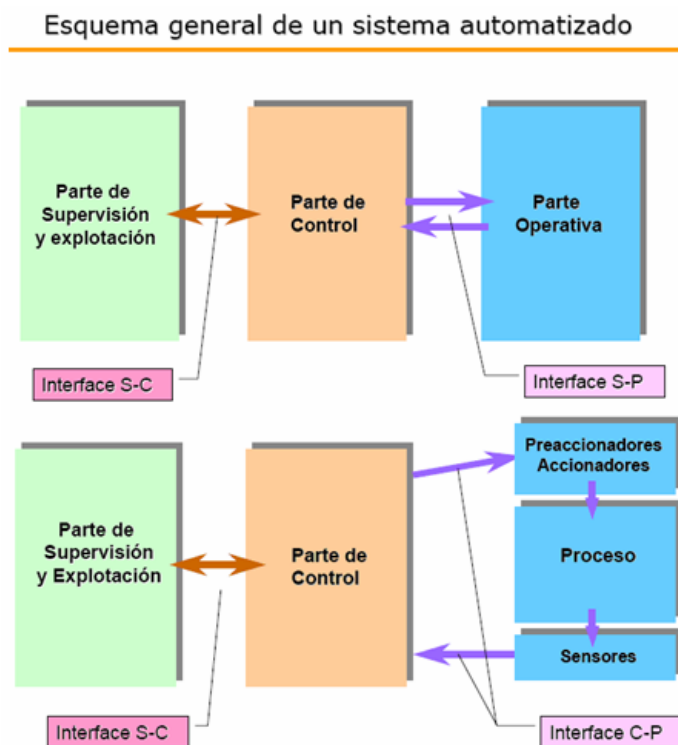 Esquema general de un sistema automatizado
Parte de
Supervisión
y explotación
Parte de
Control
Parte
Operativa
Interface S-C
Interface S-P
Parte de
Supervisión
y Explotación
Parte de
Control
Preaccionadores
Accionadores
Proceso
Sensores
Interface S-C
Interface C-P